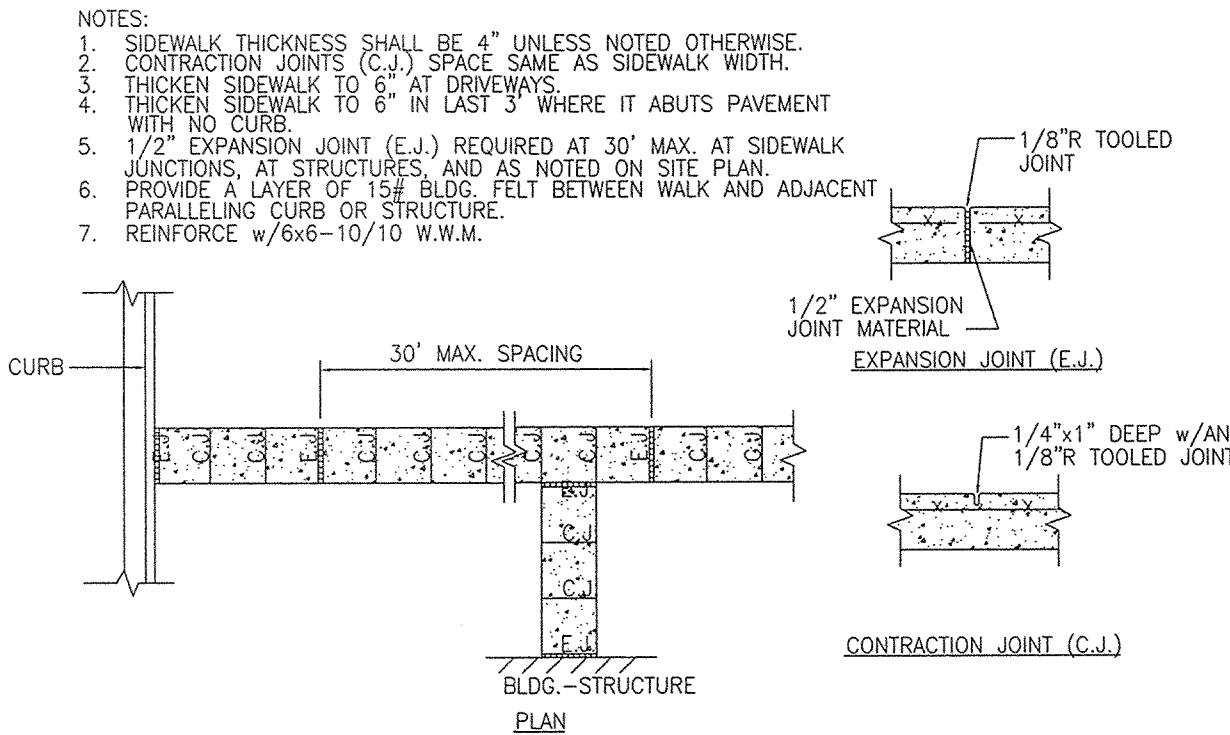 NOTES:
1. SIDEWALK THICKNESS SHALL BE 4" UNLESS NOTED OTHERWISE.
2. CONTRACTION JOINTS (C.J.) SPACE SAME AS SIDEWALK WIDTH.
3. THICKEN SIDEWALK TO 6" AT DRIVEWAYS.
4. THICKEN SIDEWALK TO 6" IN LAST 3' WHERE IT ABUTS PAVEMENT
WITH NO CURB.
5. 1/2" EXPANSION JOINT (E.J.) REQUIRED AT 30' MAX. AT SIDEWALK
JUNCTIONS, AT STRUCTURES, AND AS NOTED ON SITE PLAN.
6. PROVIDE A LAYER OF 15# BLDG. FELT BETWEEN WALK AND ADJACENT
PARALLELING CURB OR STRUCTURE.
7. REINFORCE w/6x6-10/10 W.W.M.
1/8"R TOOLED
JOINT
1/2" EXPANSION
JOINT MATERIAL
EXPANSION JOINT (E.J.)
CURB
30' MAX. SPACING
E.J.
C.J.
C.J.
E.J.
C.J.
C.J.
C.J.
C.J.
C.J.
E.J.
C.J.
C.J.
E.J.
C.J.
C.J.
E.J.
BLDG.-STRUCTURE
PLAN
1/4"x1" DEEP w/AN
1/8"R TOOLED JOINT
CONTRACTION JOINT (C.J.)